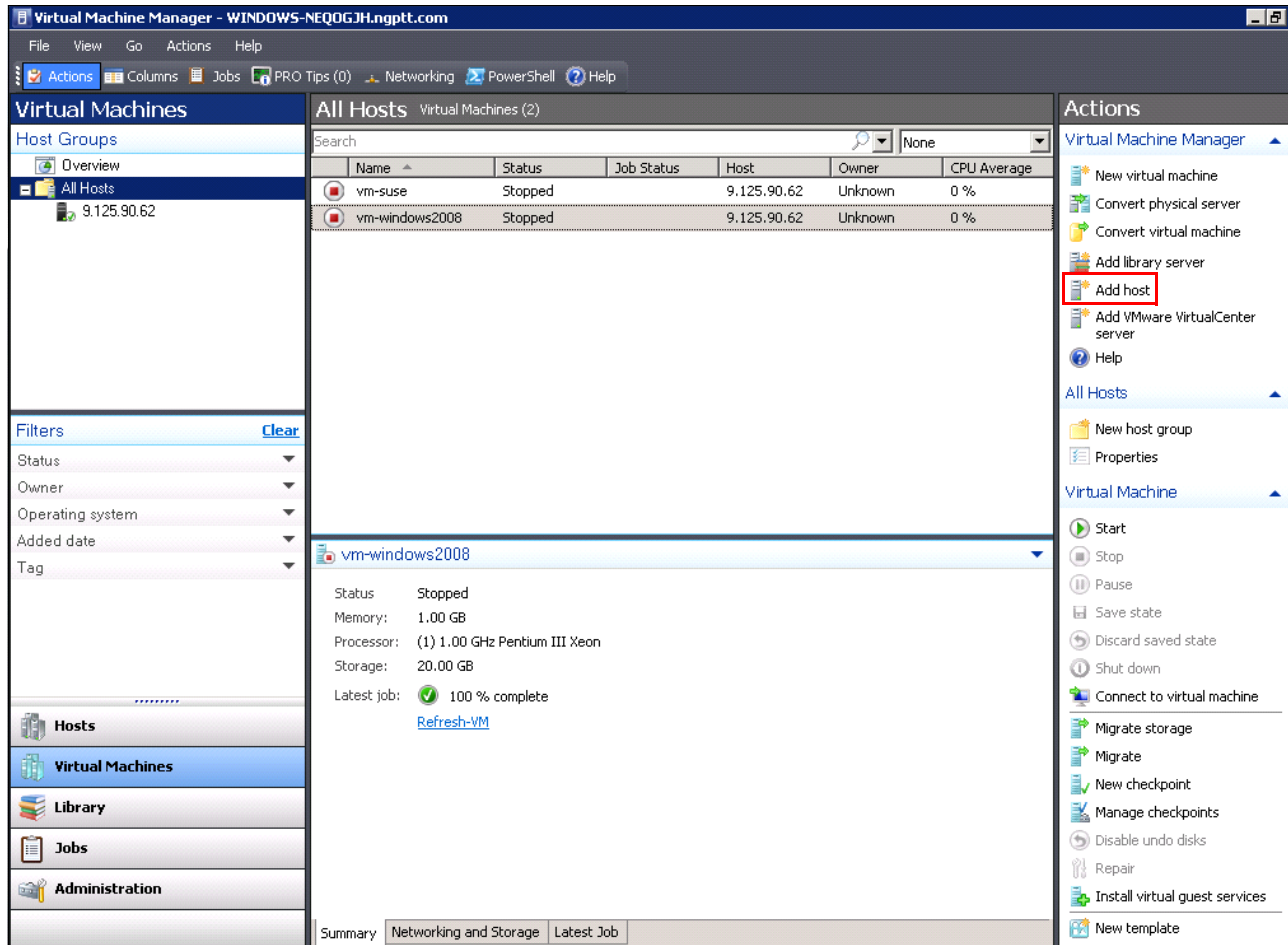 Virtual Machine Manager - WINDOWS-NEQOGJH.ngptt.com
File View Go Actions Help
Actions Columns Jobs PRO Tips (0) Networking PowerShell Help
Virtual Machines
Host Groups
Overview
All Hosts
9.125.90.62
Filters Clear
Status
Owner
Operating system
Added date
Tag
Hosts
Virtual Machines
Library
Jobs
Administration
All Hosts Virtual Machines (2)
Search None
Name Status Job Status Host Owner CPU Average
vm-suse Stopped 9.125.90.62 Unknown 0 %
vm-windows2008 Stopped 9.125.90.62 Unknown 0 %
vm-windows2008
Status Stopped
Memory: 1.00 GB
Processor: (1) 1.00 GHz Pentium III Xeon
Storage: 20.00 GB
Latest job: 100 % complete
Refresh-VM
Summary Networking and Storage Latest Job
Actions
Virtual Machine Manager
New virtual machine
Convert physical server
Convert virtual machine
Add library server
Add host
Add VMware VirtualCenter
server
Help
All Hosts
New host group
Properties
Virtual Machine
Start
Stop
Pause
Save state
Discard saved state
Shut down
Connect to virtual machine
Migrate storage
Migrate
New checkpoint
Manage checkpoints
Disable undo disks
Repair
Install virtual guest services
New template